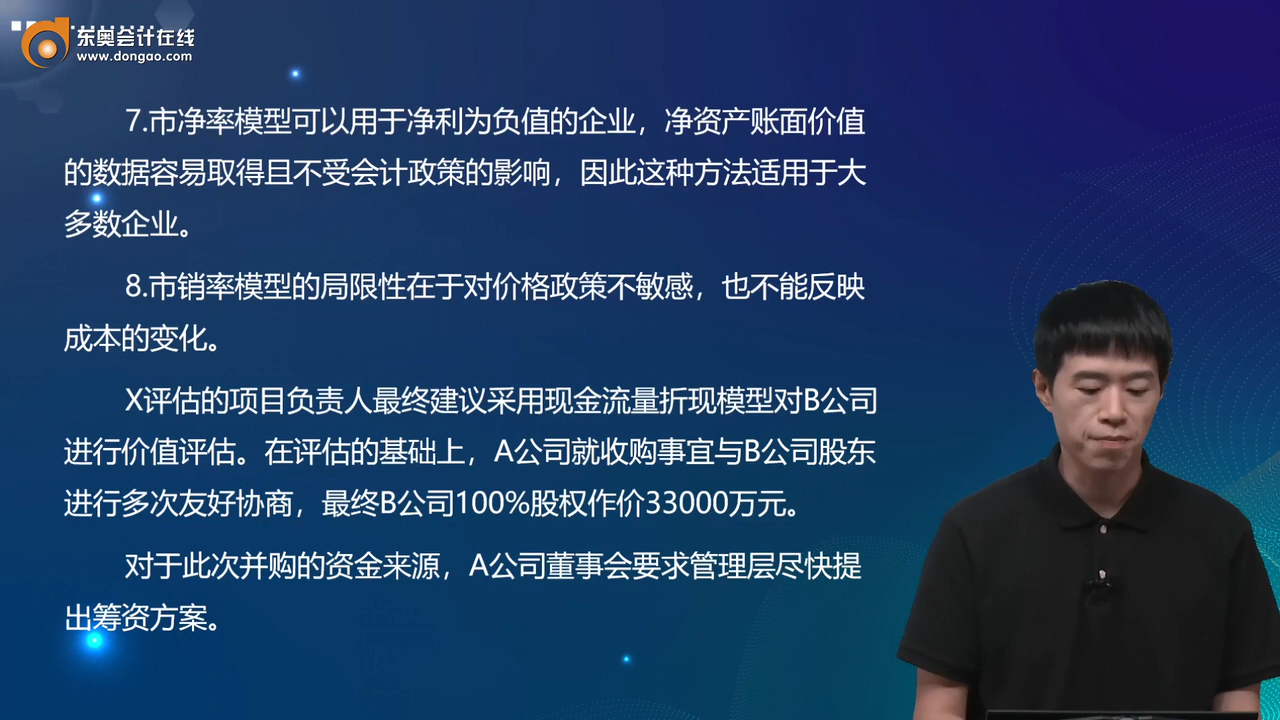 东奥会计在线
www.dongao.com
7.市净率模型可以用于净利为负值的企业，净资产账面价值
的数据容易取得且不受会计政策的影响，因此这种方法适用于大
多数企业。
8.市销率模型的局限性在于对价格政策不敏感，也不能反映
成本的变化。
X评估的项目负责人最终建议采用现金流量折现模型对B公司
进行价值评估。在评估的基础上，A公司就收购事宜与B公司股东
进行多次友好协商，最终B公司100%股权作价33000万元。
对于此次并购的资金来源，A公司董事会要求管理层尽快提
出筹资方案。